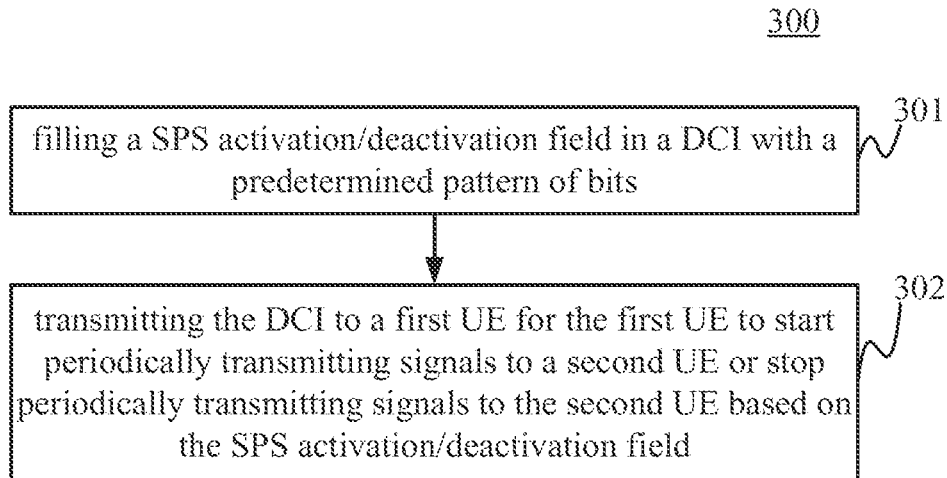 300
filling a SPS activation/deactivation field in a DCI with a
predetermined pattern of bits
301
transmitting the DCI to a first UE for the first UE to start
periodically transmitting signals to a second UE or stop
periodically transmitting signals to the second UE based on
the SPS activation/deactivation field
302